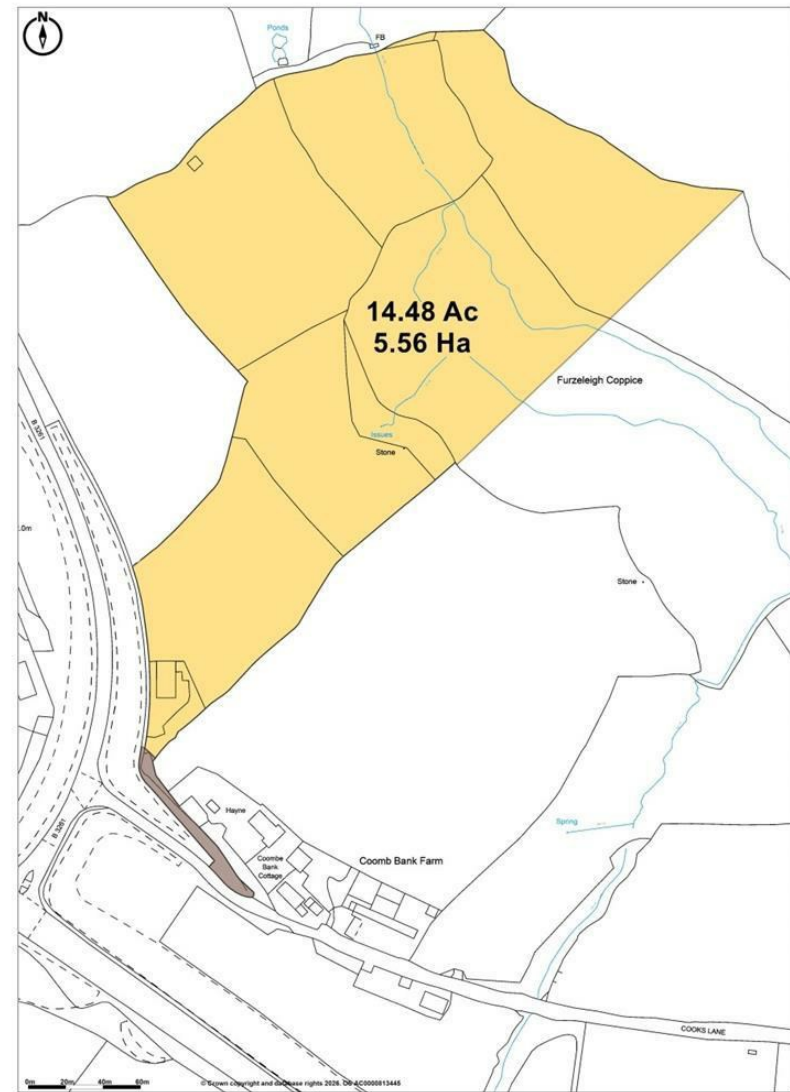 N
Ponds
FB
14.48 Ac
5.56 Ha
Furzeleigh Coppice
Issues
Stone
B 3261
.0m
Stone
Spring
Hayne
Coombe
Bank
Cottage
Coomb Bank Farm
B 3261
COOKS LANE
0m 20m 40m 60m
© Crown copyright and database rights 2026. OS AC0000813445